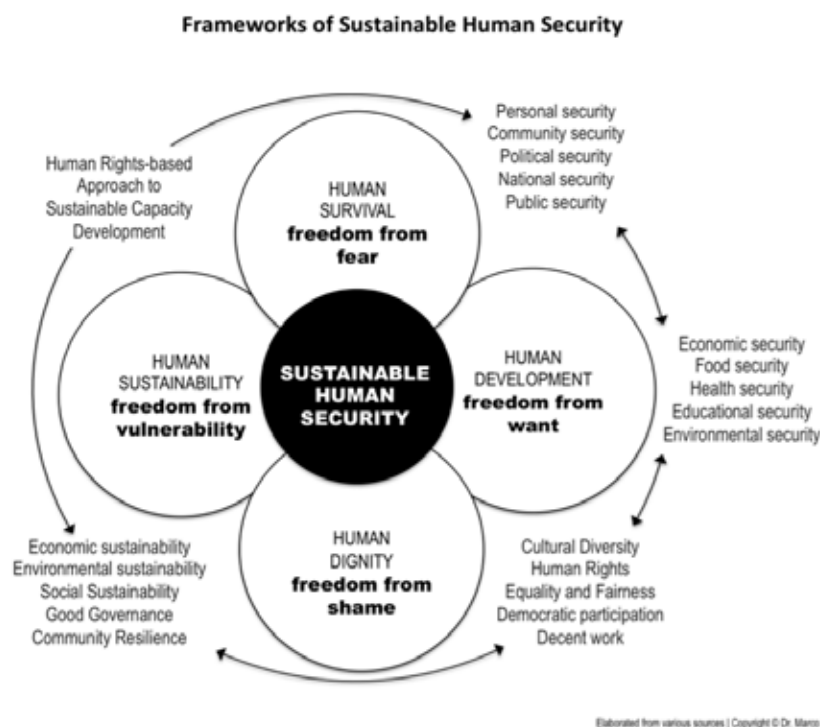 Frameworks of Sustainable Human Security
Human Rights-based
Approach to
Sustainable Capacity
Development
HUMAN
SURVIVAL
freedom from
fear
Personal security
Community security
Political security
National security
Public security
HUMAN
SUSTAINABILITY
freedom from
vulnerability
SUSTAINABLE
HUMAN
SECURITY
HUMAN
DEVELOPMENT
freedom from
want
Economic security
Food security
Health security
Educational security
Environmental security
Economic sustainability
Environmental sustainability
Social Sustainability
Good Governance
Community Resilience
HUMAN
DIGNITY
freedom from
shame
Cultural Diversity
Human Rights
Equality and Fairness
Democratic participation
Decent work
Elaborated from various sources | Copyright © Dr. Marco